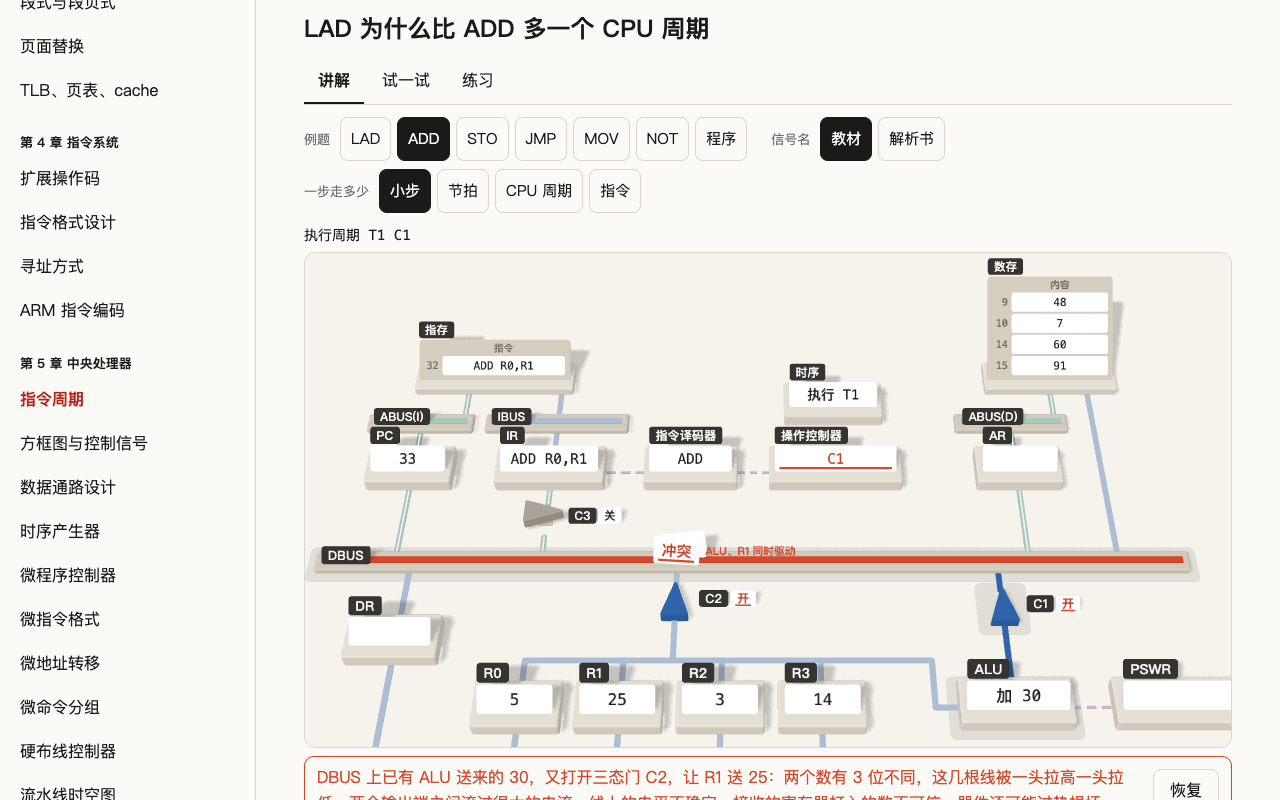 段式与段页式
页面替换
TLB、页表、cache
第 4 章 指令系统
扩展操作码
指令格式设计
寻址方式
ARM 指令编码
第 5 章 中央处理器
指令周期
方框图与控制信号
数据通路设计
时序产生器
微程序控制器
微指令格式
微地址转移
微命令分组
硬布线控制器
流水线时空图
LAD 为什么比 ADD 多一个 CPU 周期
讲解 试一试 练习
例题 LAD ADD STO JMP MOV NOT 程序 信号名 教材 解析书
一步走多少 小步 节拍 CPU 周期 指令
执行周期 T1 C1
数存
内容
9 48
10 7
14 60
15 91
指存
指令
32 ADD R0,R1
时序
执行 T1
ABUS(I) IBUS ABUS(D)
PC IR 指令译码器 操作控制器 AR
33 ADD R0,R1 ADD C1
C3 关
DBUS 冲突 ALU、R1 同时驱动
DR C2 开 C1 开
R0 R1 R2 R3 ALU PSWR
5 25 3 14 加 30
DBUS 上已有 ALU 送来的 30，又打开三态门 C2，让 R1 送 25：两个数有 3 位不同，这几根线被一头拉高一头拉
恢复